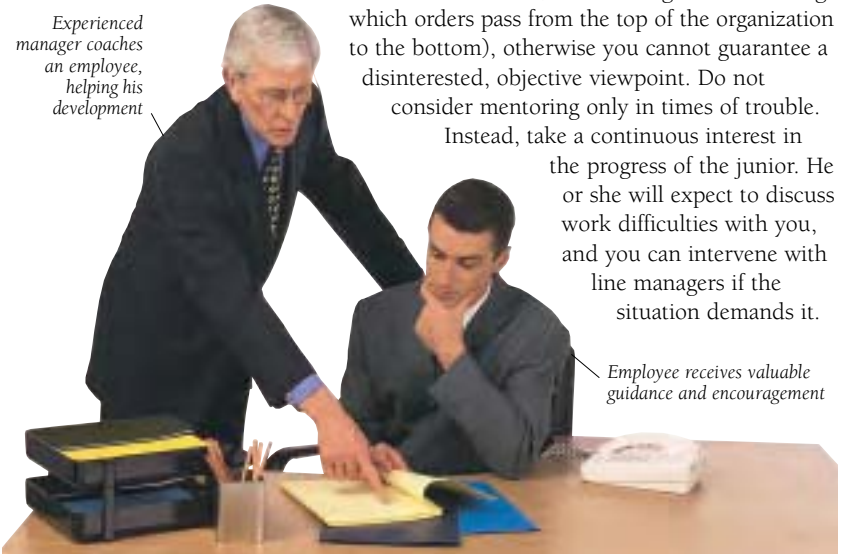 Experienced
manager coaches
an employee,
helping his
development
which orders pass from the top of the organization
to the bottom), otherwise you cannot guarantee a
disinterested, objective viewpoint. Do not
consider mentoring only in times of trouble.
Instead, take a continuous interest in
the progress of the junior. He
or she will expect to discuss
work difficulties with you,
and you can intervene with
line managers if the
situation demands it.
Employee receives valuable
guidance and encouragement